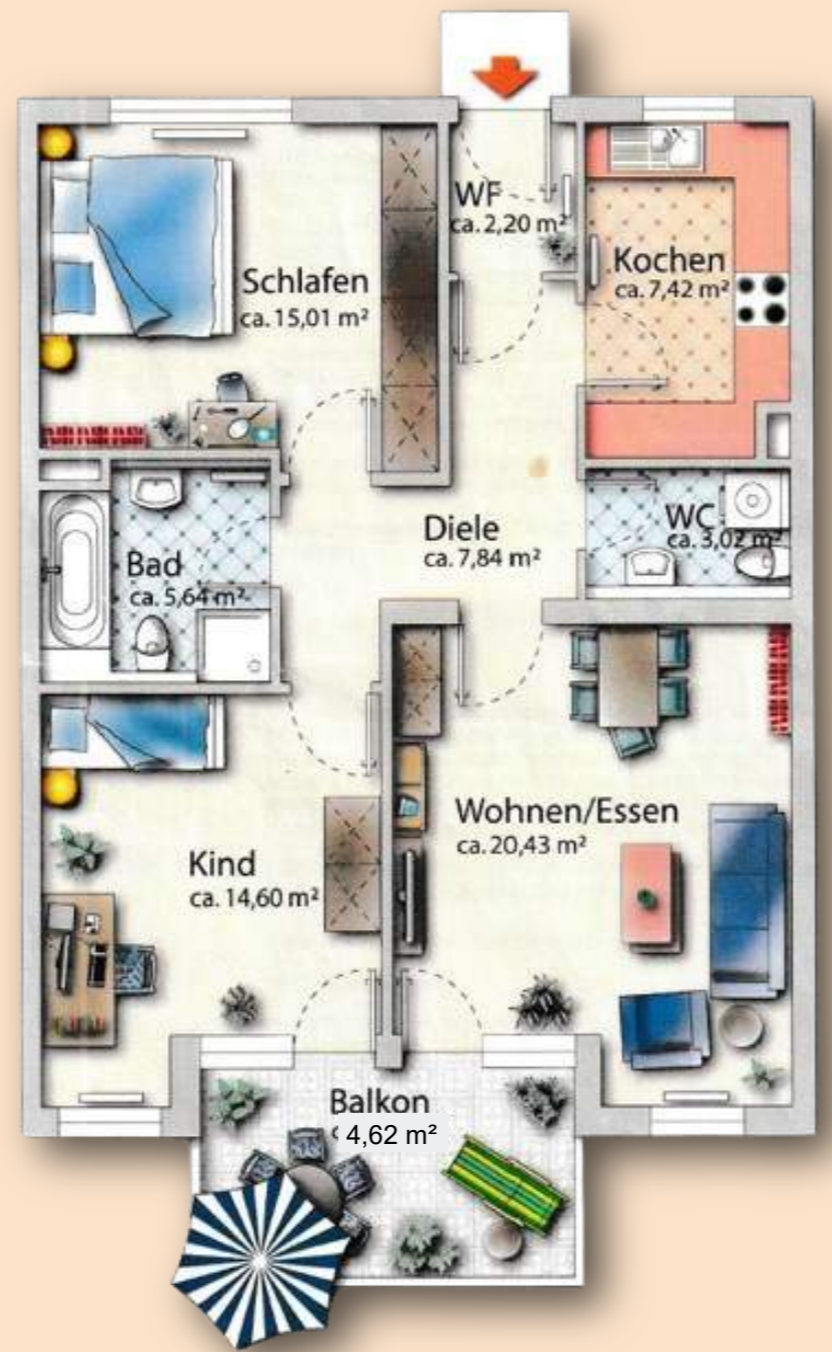 WF
ca. 2,20 m²
Kochen
ca. 7,42 m²
Schlafen
ca. 15,01 m²
Diele
ca. 7,84 m²
WC
ca. 3,02 m²
Bad
ca. 5,64 m²
Wohnen/Essen
ca. 20,43 m²
Kind
ca. 14,60 m²
Balkon
4,62 m²